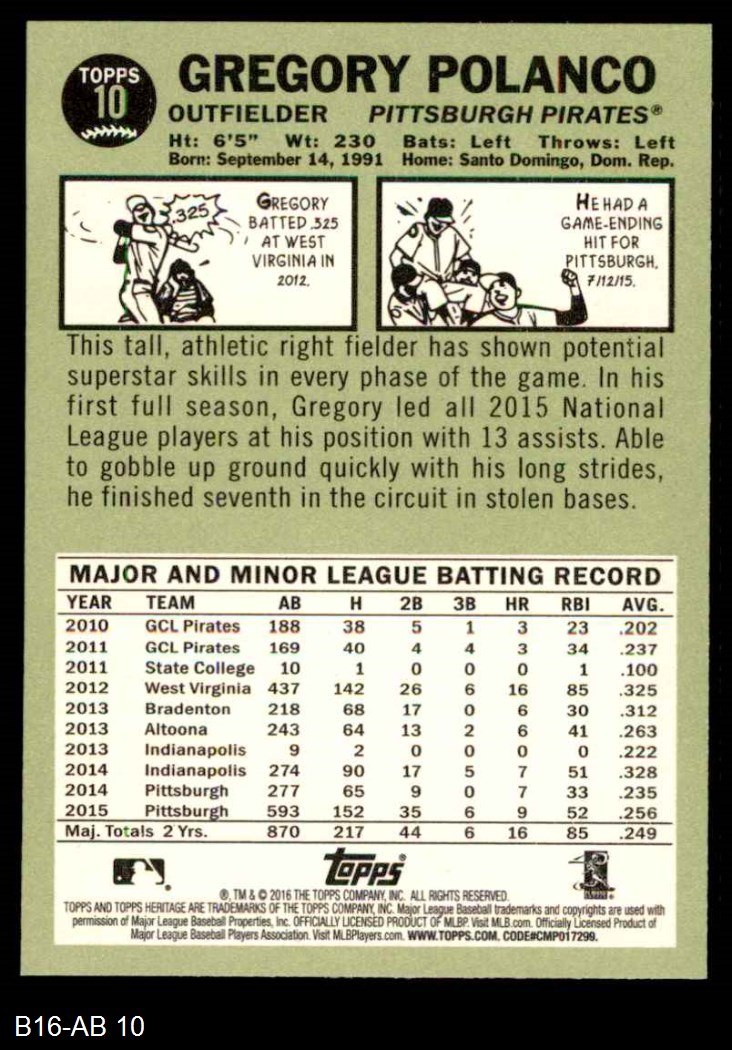 TOPPS
10
GREGORY POLANCO
OUTFIELDER PITTSBURGH PIRATES®
Ht: 6'5" Wt: 230 Bats: Left Throws: Left
Born: September 14, 1991 Home: Santo Domingo, Dom. Rep.
.325
GREGORY
BATTED .325
AT WEST
VIRGINIA IN
2012.
HE HAD A
GAME-ENDING
HIT FOR
PITTSBURGH,
7/12/15.
This tall, athletic right fielder has shown potential
superstar skills in every phase of the game. In his
first full season, Gregory led all 2015 National
League players at his position with 13 assists. Able
to gobble up ground quickly with his long strides,
he finished seventh in the circuit in stolen bases.
MAJOR AND MINOR LEAGUE BATTING RECORD
YEAR TEAM AB H 2B 3B HR RBI AVG.
2010 GCL Pirates 188 38 5 1 3 23 .202
2011 GCL Pirates 169 40 4 4 3 34 .237
2011 State College 10 1 0 0 0 1 .100
2012 West Virginia 437 142 26 6 16 85 .325
2013 Bradenton 218 68 17 0 6 30 .312
2013 Altoona 243 64 13 2 6 41 .263
2013 Indianapolis 9 2 0 0 0 0 .222
2014 Indianapolis 274 90 17 5 7 51 .328
2014 Pittsburgh 277 65 9 0 7 33 .235
2015 Pittsburgh 593 152 35 6 9 52 .256
Maj. Totals 2 Yrs. 870 217 44 6 16 85 .249
topps®
®, TM & © 2016 THE TOPPS COMPANY, INC. ALL RIGHTS RESERVED.
TOPPS AND TOPPS HERITAGE ARE TRADEMARKS OF THE TOPPS COMPANY, INC. Major League Baseball trademarks and copyrights are used with
permission of Major League Baseball Properties, Inc. OFFICIALLY LICENSED PRODUCT OF MLBP. Visit MLB.com. Officially Licensed Product of
Major League Baseball Players Association. Visit MLBPlayers.com. WWW.TOPPS.COM. CODE#CMP017299.
B16-AB 10